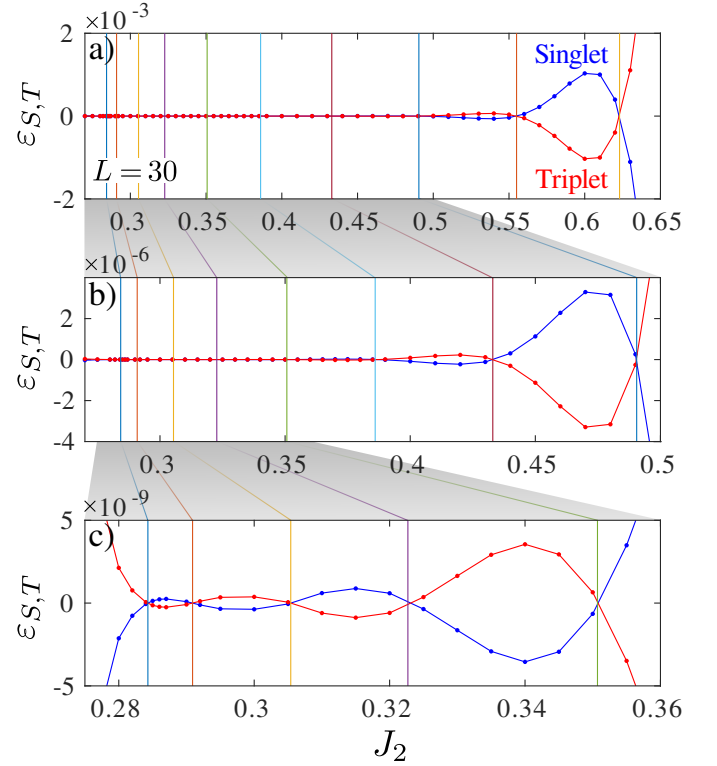 ×10⁻³
a)
Singlet
Triplet
L = 30
ε_{S,T}
2
0
-2
0.3 0.35 0.4 0.45 0.5 0.55 0.6 0.65
×10⁻⁶
b)
ε_{S,T}
2
0
-2
-4
0.3 0.35 0.4 0.45 0.5
×10⁻⁹
c)
ε_{S,T}
5
0
-5
0.28 0.3 0.32 0.34 0.36
J₂